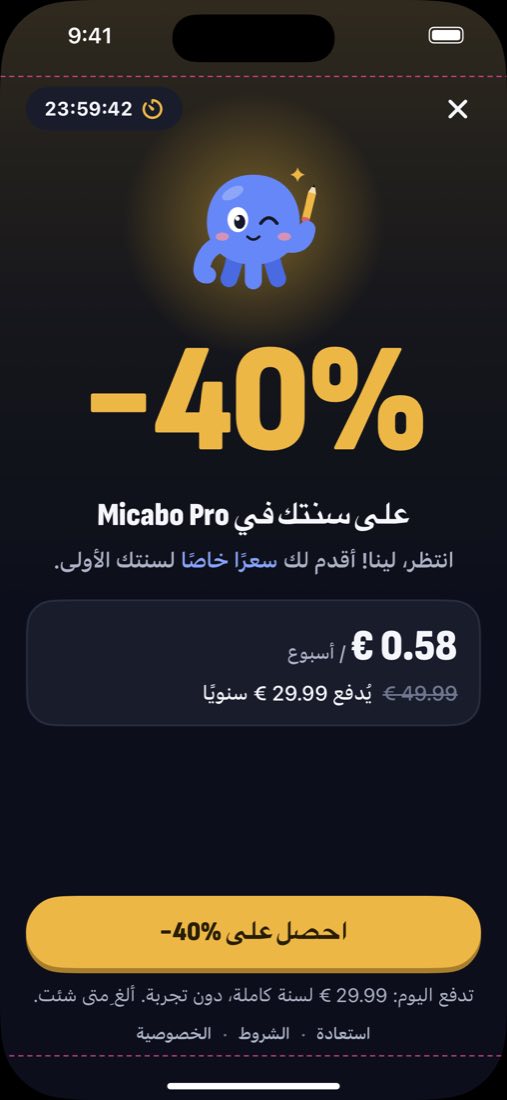 9:41
23:59:42
-40%
على سنتك في Micabo Pro
انتظر، لينا! أقدم لك سعرًا خاصًا لسنتك الأولى.
0.58 € / أسبوع
49.99 € يُدفع 29.99 € سنويًا
احصل على 40%-
تدفع اليوم: 29.99 € لسنة كاملة، دون تجربة. ألغِ متى شئت.
استعادة · الشروط · الخصوصية